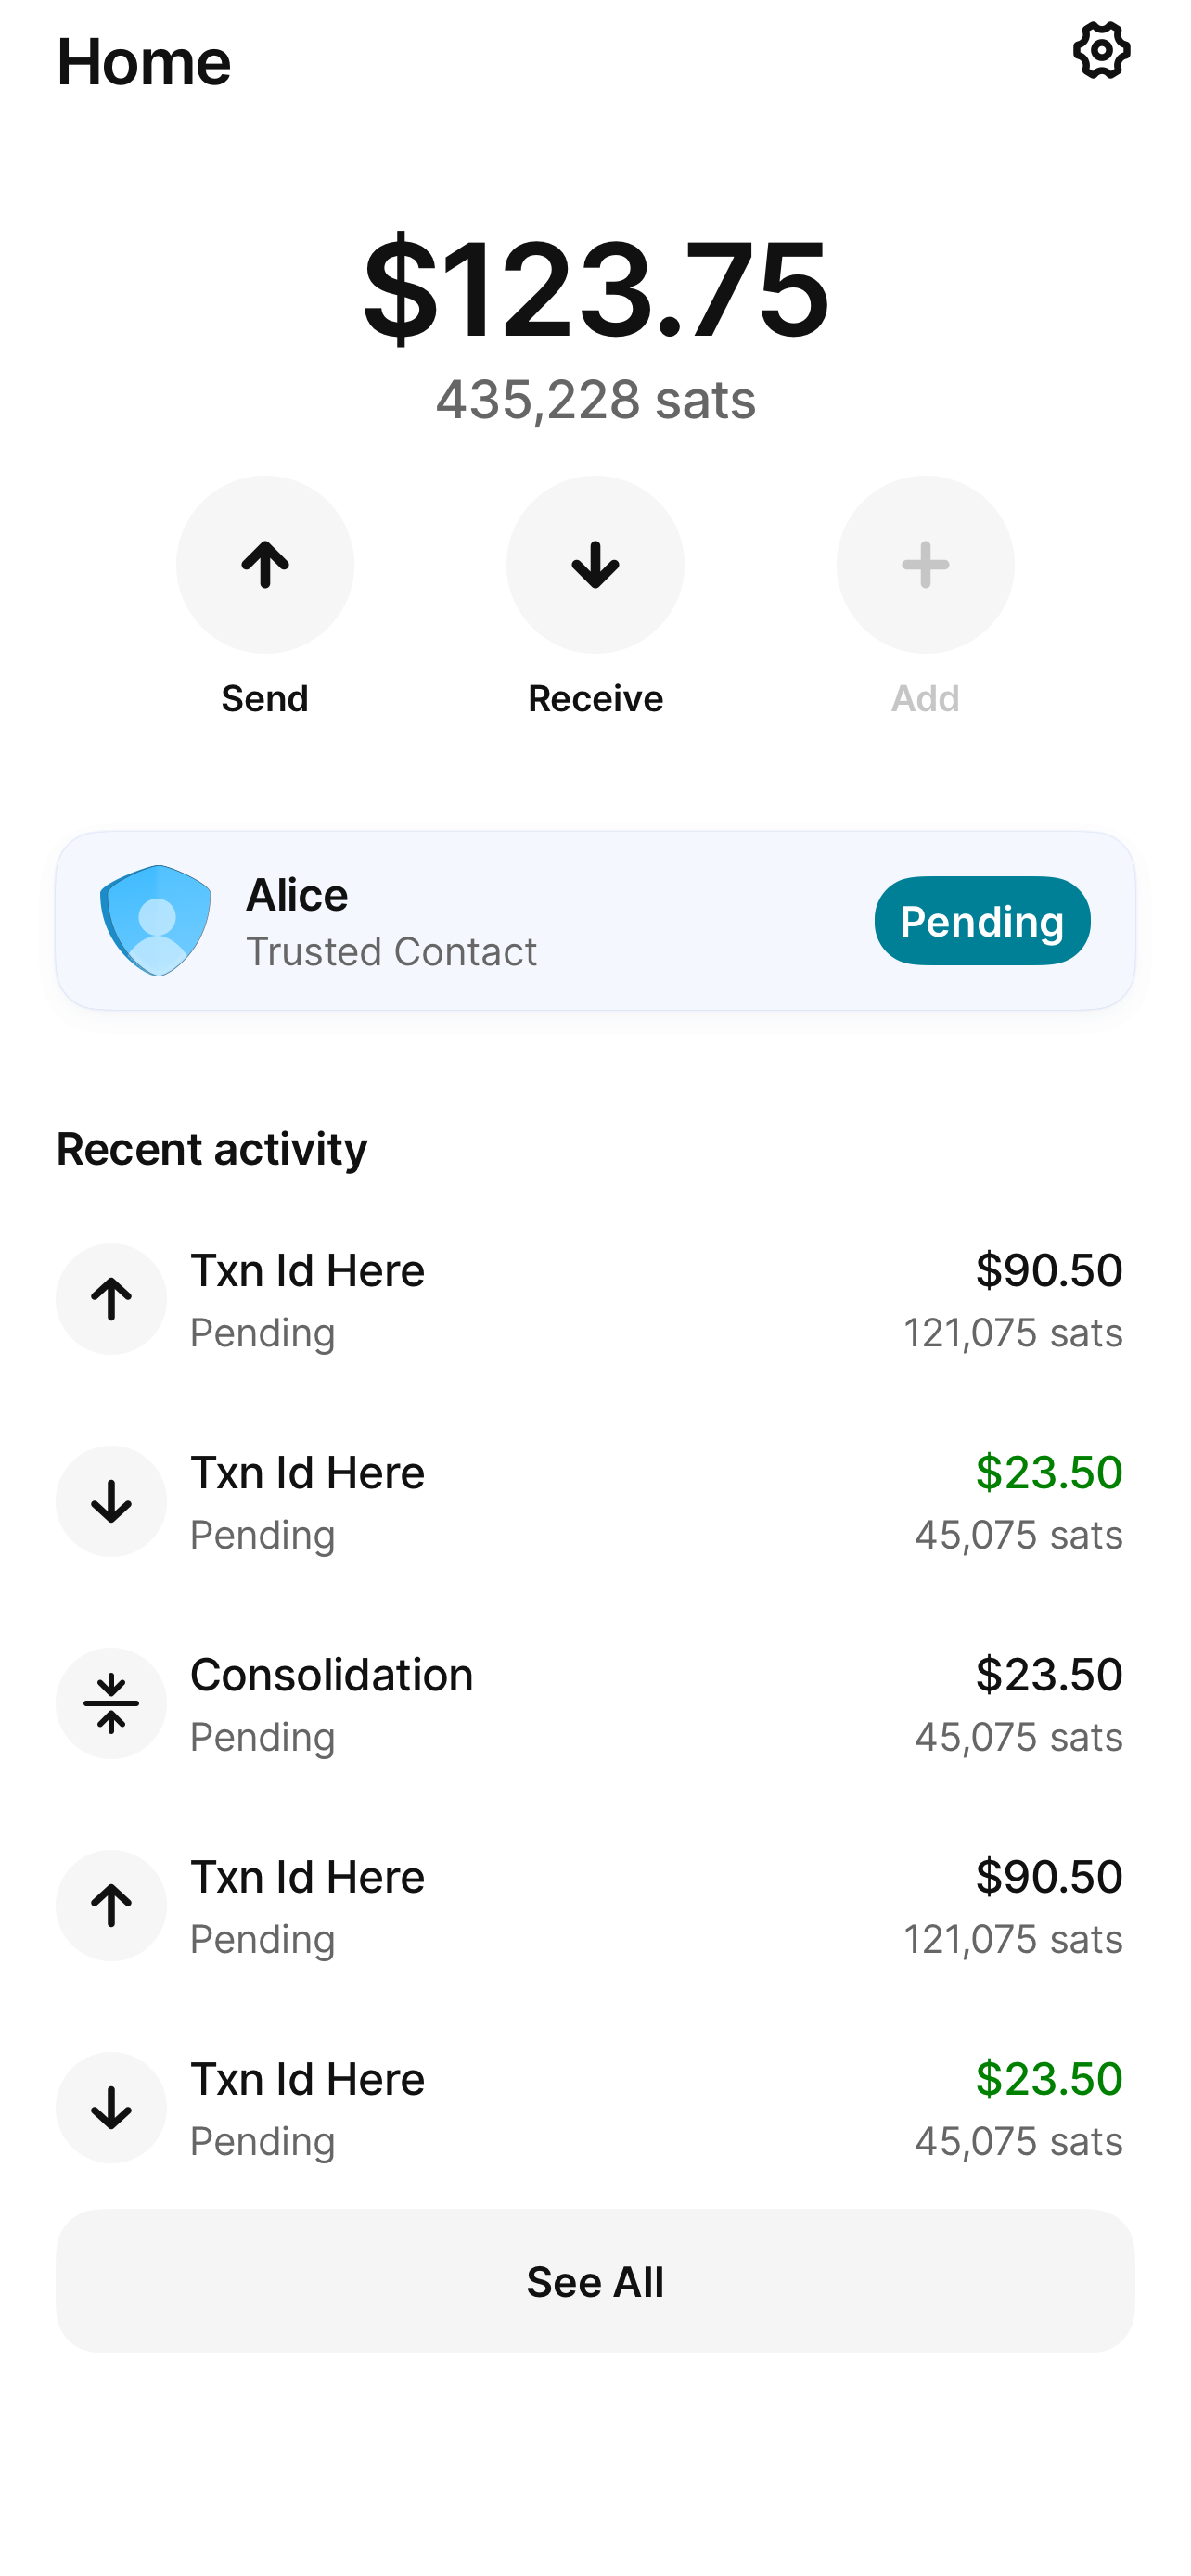 Home
$123.75
435,228 sats
Send
Receive
Add
Alice
Trusted Contact
Pending
Recent activity
Txn Id Here
$90.50
Pending
121,075 sats
Txn Id Here
$23.50
Pending
45,075 sats
Consolidation
$23.50
Pending
45,075 sats
Txn Id Here
$90.50
Pending
121,075 sats
Txn Id Here
$23.50
Pending
45,075 sats
See All